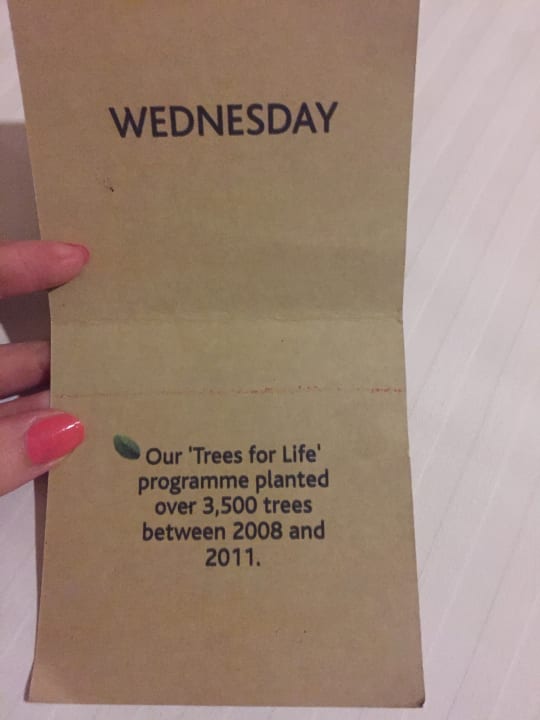 WEDNESDAY
Our 'Trees for Life'
programme planted
over 3,500 trees
between 2008 and
2011.